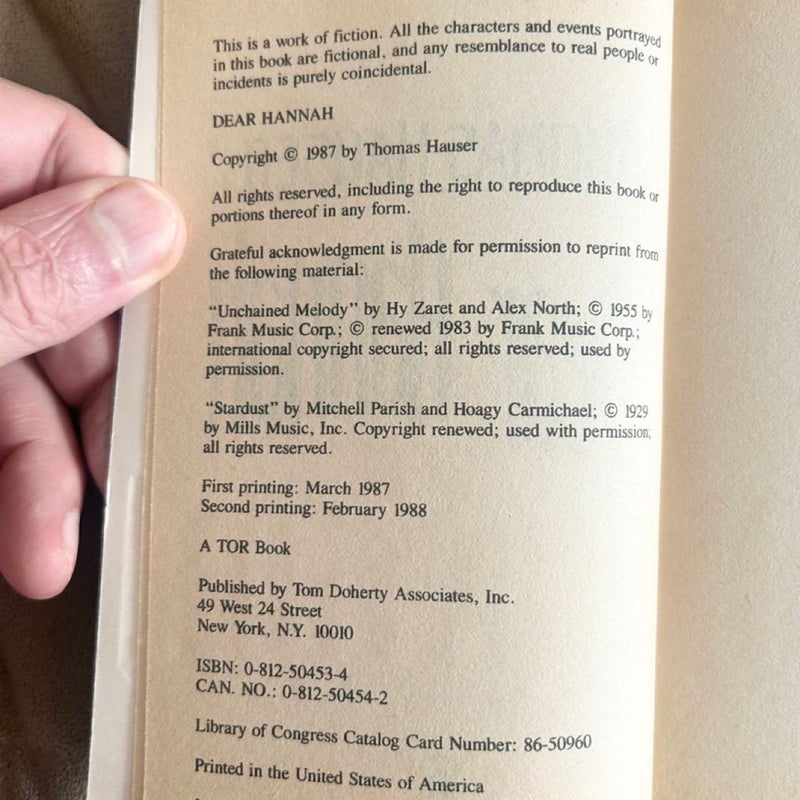 This is a work of fiction. All the characters and events portrayed
in this book are fictional, and any resemblance to real people or
incidents is purely coincidental.
DEAR HANNAH
Copyright © 1987 by Thomas Hauser
All rights reserved, including the right to reproduce this book or
portions thereof in any form.
Grateful acknowledgment is made for permission to reprint from
the following material:
“Unchained Melody” by Hy Zaret and Alex North; © 1955 by
Frank Music Corp.; © renewed 1983 by Frank Music Corp.;
international copyright secured; all rights reserved; used by
permission.
“Stardust” by Mitchell Parish and Hoagy Carmichael; © 1929
by Mills Music, Inc. Copyright renewed; used with permission;
all rights reserved.
First printing: March 1987
Second printing: February 1988
A TOR Book
Published by Tom Doherty Associates, Inc.
49 West 24 Street
New York, N.Y. 10010
ISBN: 0-812-50453-4
CAN. NO.: 0-812-50454-2
Library of Congress Catalog Card Number: 86-50960
Printed in the United States of America